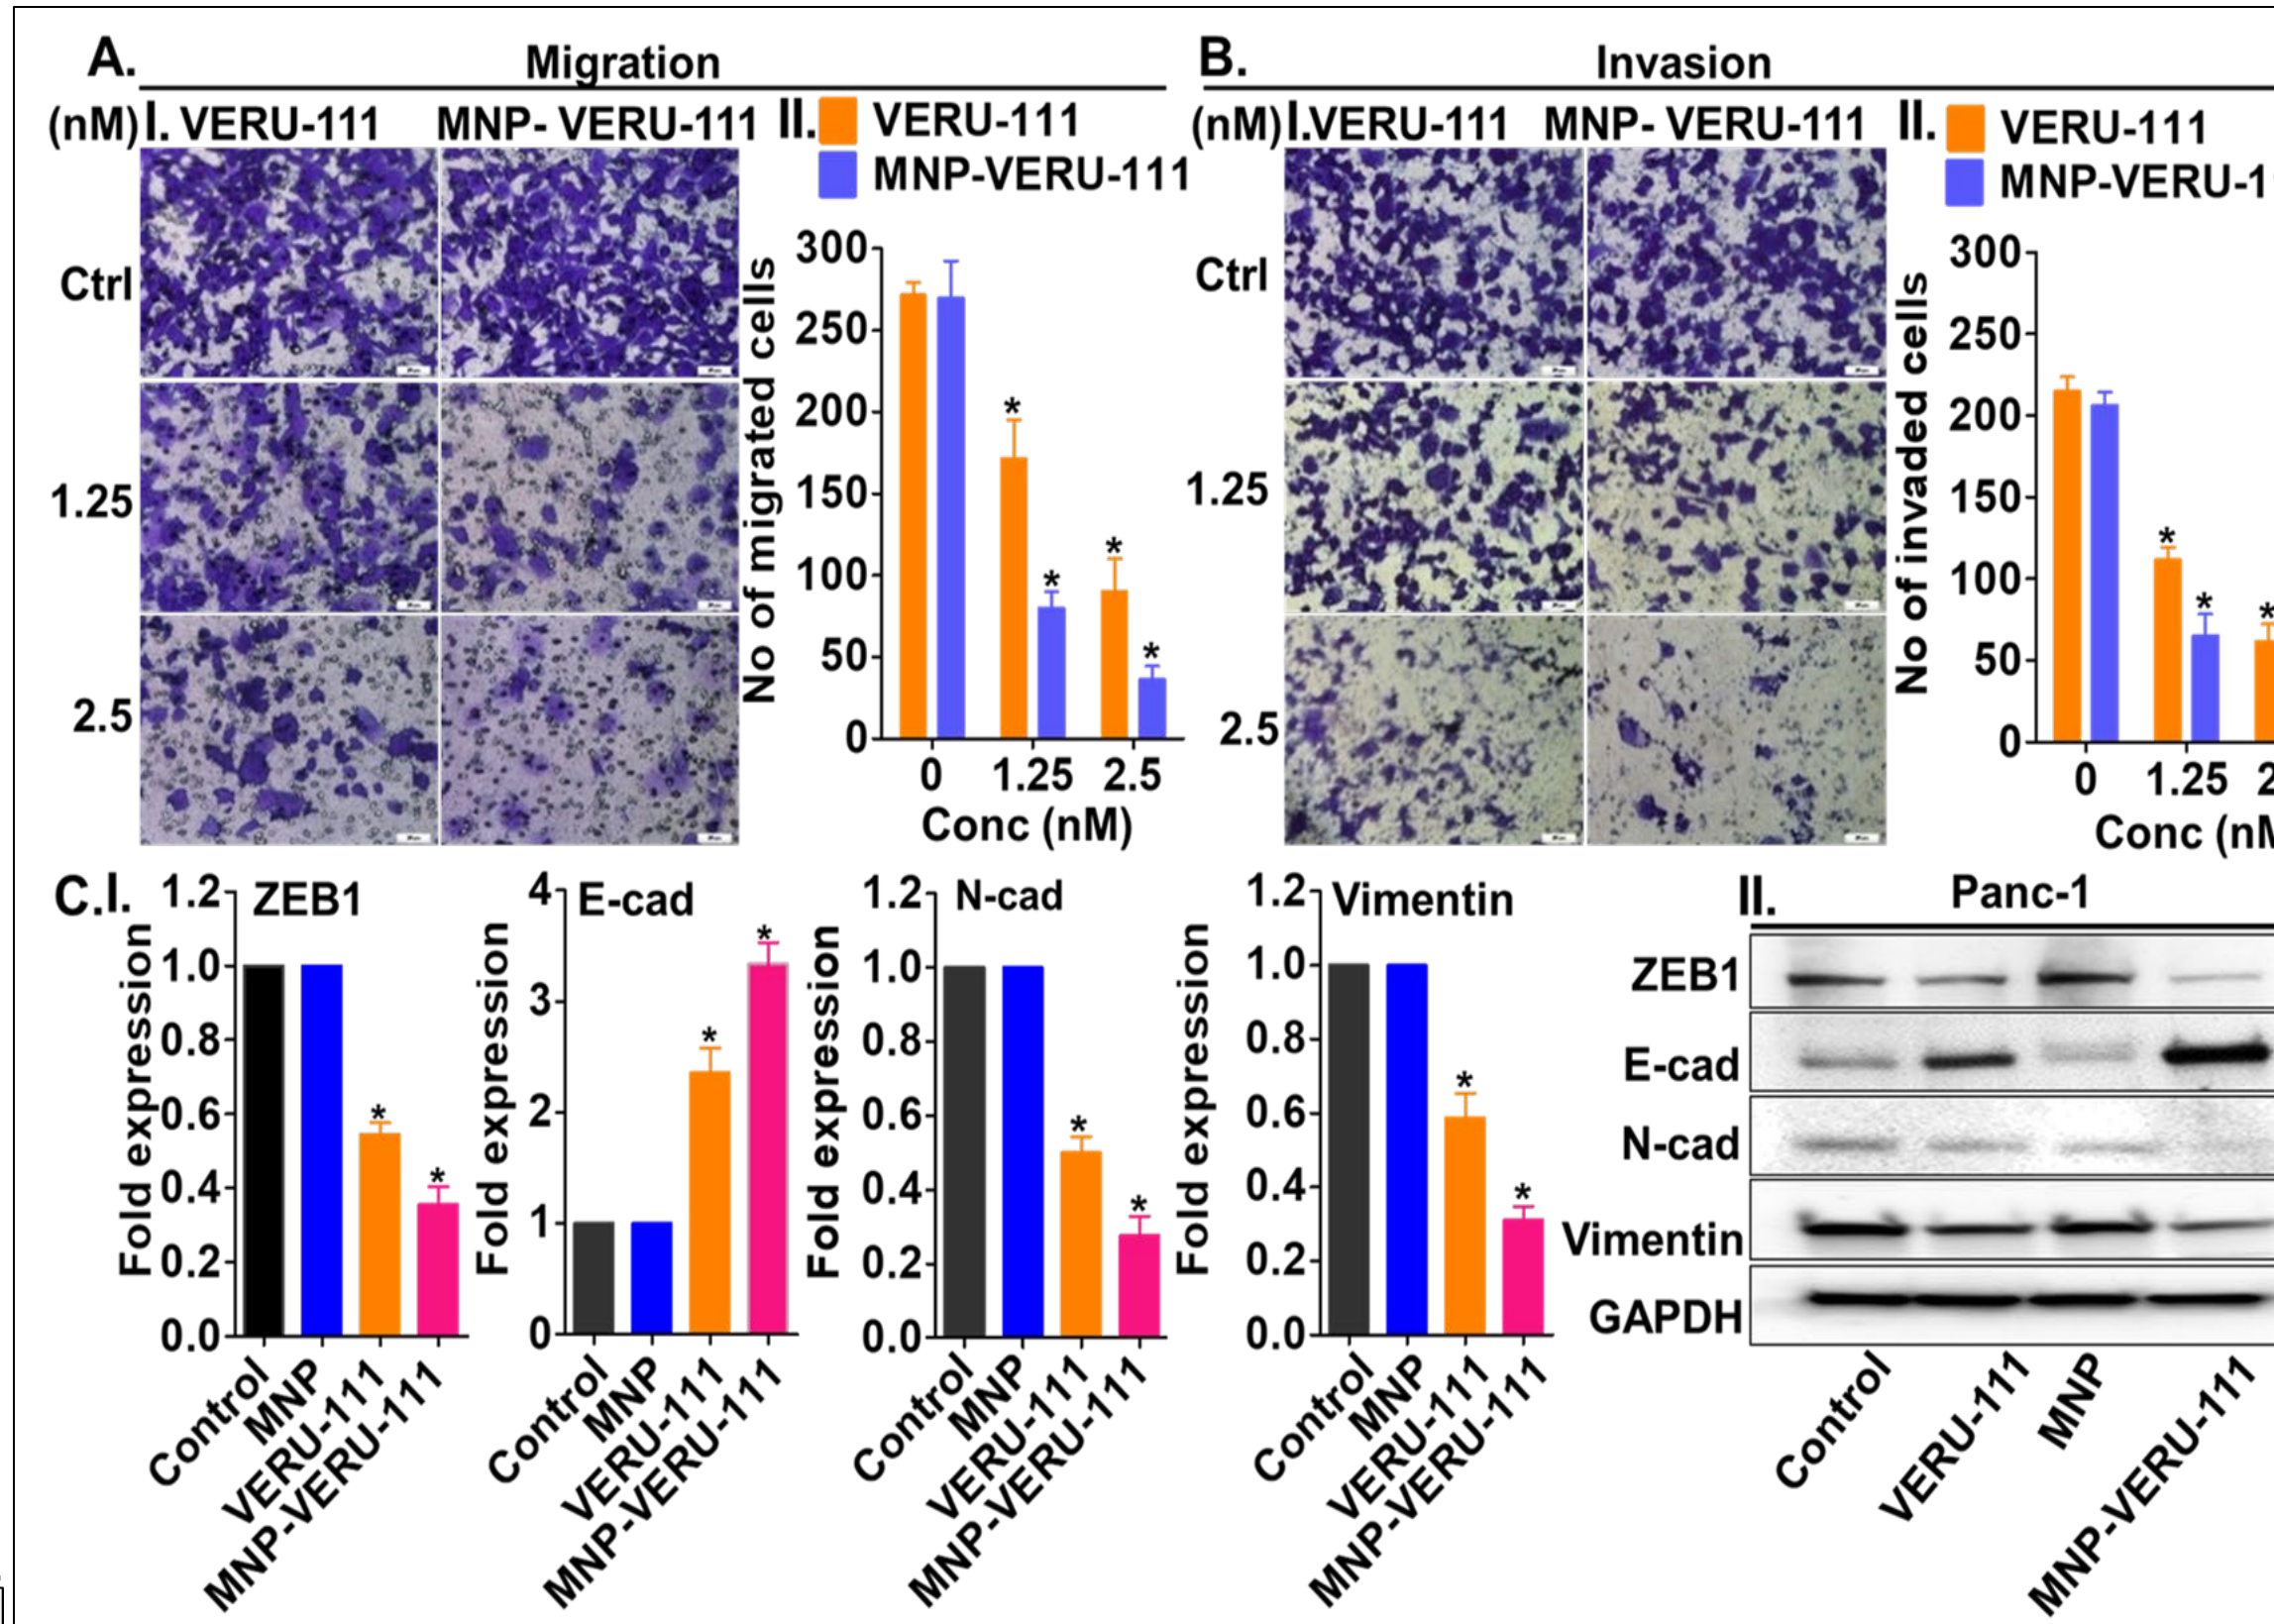 A.
Migration
(nM) I. VERU-111 MNP- VERU-111
Ctrl
1.25
2.5
II. VERU-111
MNP-VERU-111
No of migrated cells
300
250
200
150
100
50
0
* * * *
0 1.25 2.5
Conc (nM)
B.
Invasion
(nM) I.VERU-111 MNP- VERU-111
Ctrl
1.25
2.5
II. VERU-111
MNP-VERU-1
No of invaded cells
300
250
200
150
100
50
0
* * *
0 1.25 2
Conc (nM
C.I.
ZEB1
Fold expression
1.2
1.0
0.8
0.6
0.4
0.2
0.0
* *
Control
MNP
VERU-111
MNP-VERU-111
E-cad
Fold expression
4
3
2
1
0
* *
Control
MNP
VERU-111
MNP-VERU-111
N-cad
Fold expression
1.2
1.0
0.8
0.6
0.4
0.2
0.0
* *
Control
MNP
VERU-111
MNP-VERU-111
Vimentin
Fold expression
1.2
1.0
0.8
0.6
0.4
0.2
0.0
* *
Control
MNP
VERU-111
MNP-VERU-111
II.
Panc-1
ZEB1
E-cad
N-cad
Vimentin
GAPDH
Control
VERU-111
MNP
MNP-VERU-111